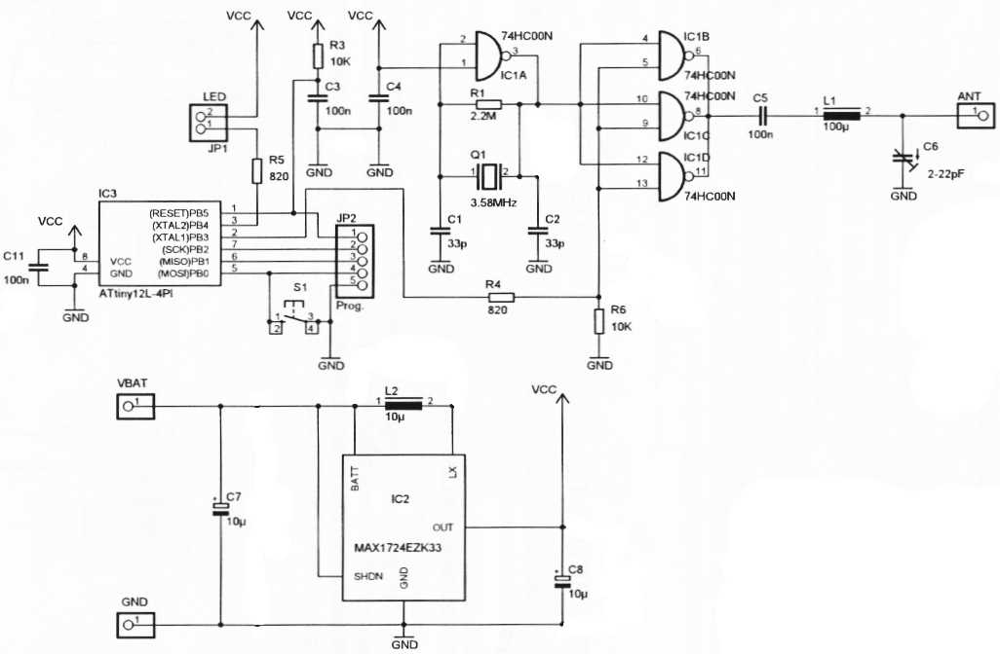 VCC
VCC
VCC
R3
10K
C3
100n
C4
100n
GND
GND
LED
2
1
JP1
R5
820
74HC00N
2
1
3
IC1A
R1
2.2M
Q1
1
2
3.58MHz
C1
33p
GND
C2
33p
GND
IC1B
4
5
6
74HC00N
74HC00N
10
9
8
IC1C
IC1D
12
13
11
74HC00N
C5
100n
L1
1
2
100µ
ANT
1
C6
2-22pF
GND
IC3
(RESET)PB5
(XTAL2)PB4
(XTAL1)PB3
(SCK)PB2
(MISO)PB1
(MOSI)PB0
1
3
2
7
6
5
VCC
GND
8
4
ATtiny12L-4PI
VCC
C11
100n
GND
JP2
1
2
3
4
5
Prog.
S1
1
2
3
4
GND
R4
820
R6
10K
GND
VBAT
1
L2
1
2
10µ
VCC
C7
+
10µ
BATT
LX
IC2
OUT
MAX1724EZK33
SHDN
GND
C8
+
10µ
GND
1
GND